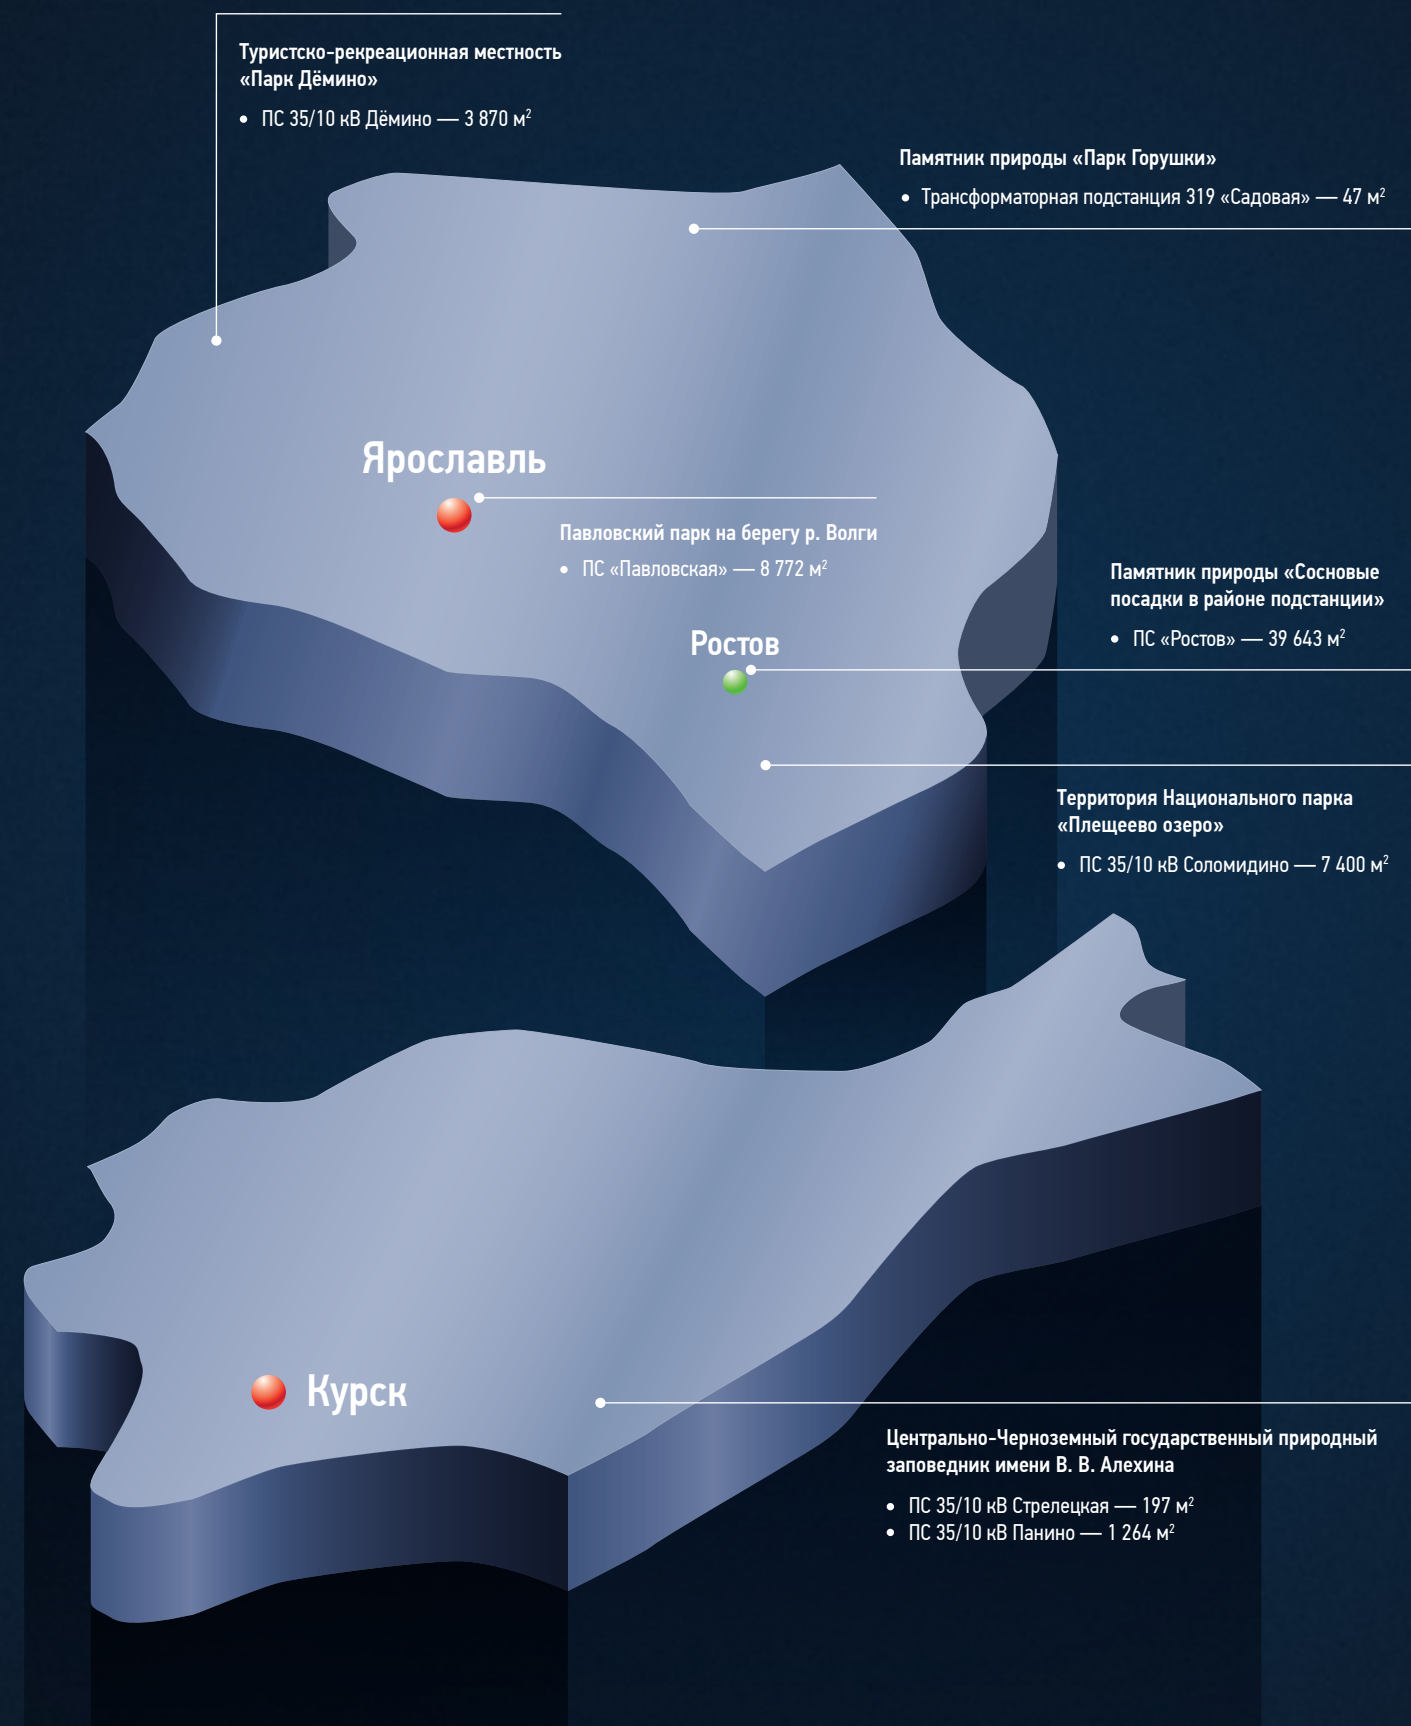 Туристско-рекреационная местность
«Парк Дёмино»
• ПС 35/10 кВ Дёмино — 3 870 м²
Памятник природы «Парк Горушки»
• Трансформаторная подстанция 319 «Садовая» — 47 м²
Ярославль
Павловский парк на берегу р. Волги
• ПС «Павловская» — 8 772 м²
Памятник природы «Сосновые
посадки в районе подстанции»
• ПС «Ростов» — 39 643 м²
Ростов
Территория Национального парка
«Плещеево озеро»
• ПС 35/10 кВ Соломидино — 7 400 м²
Курск
Центрально-Черноземный государственный природный
заповедник имени В. В. Алехина
• ПС 35/10 кВ Стрелецкая — 197 м²
• ПС 35/10 кВ Панино — 1 264 м²